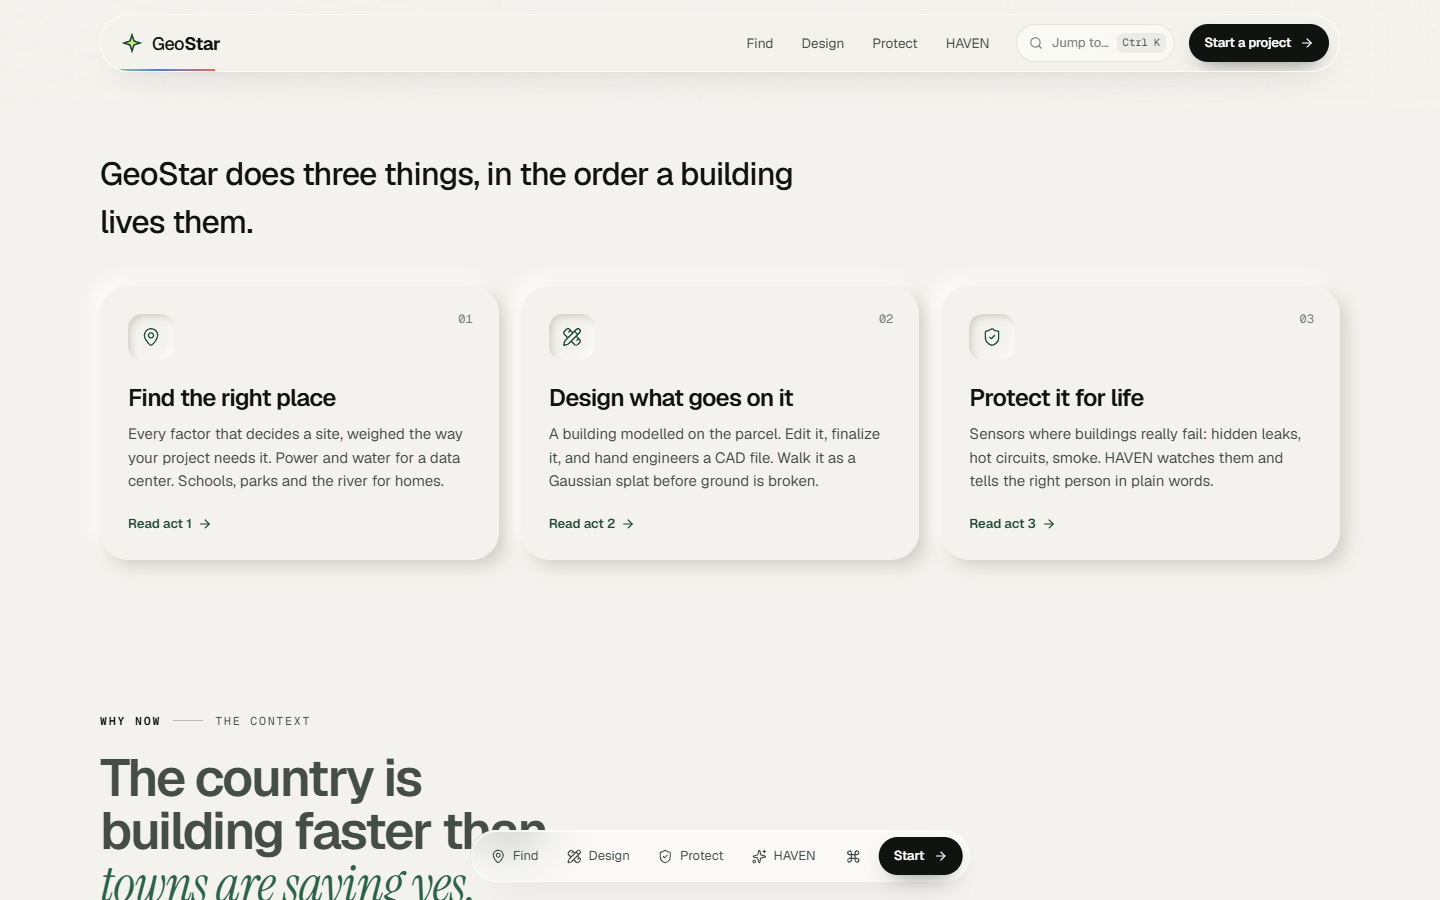 GeoStar
Find Design Protect HAVEN Jump to... Ctrl K Start a project
GeoStar does three things, in the order a building
lives them.
01
Find the right place
Every factor that decides a site, weighed the way
your project needs it. Power and water for a data
center. Schools, parks and the river for homes.
Read act 1
02
Design what goes on it
A building modelled on the parcel. Edit it, finalize
it, and hand engineers a CAD file. Walk it as a
Gaussian splat before ground is broken.
Read act 2
03
Protect it for life
Sensors where buildings really fail: hidden leaks,
hot circuits, smoke. HAVEN watches them and
tells the right person in plain words.
Read act 3
WHY NOW THE CONTEXT
The country is
building faster than
towns are saying yes.
Find Design Protect HAVEN Start